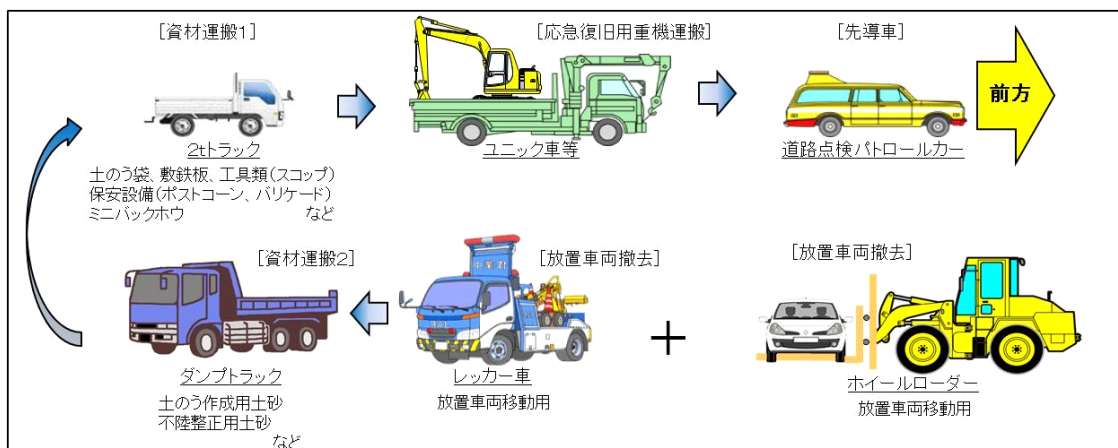 [資材運搬1]
[応急復旧用重機運搬]
[先導車]
前方
2tトラック
ユニック車等
道路点検パトロールカー
土のう袋、敷鉄板、工具類(スコップ)
保安設備(ポストコーン、バリケード)
ミニバックホウ など
[資材運搬2]
[放置車両撤去]
[放置車両撤去]
+
ダンプトラック
レッカー車
ホイールローダー
土のう作成用土砂
不陸整正用土砂
など
放置車両移動用
放置車両移動用